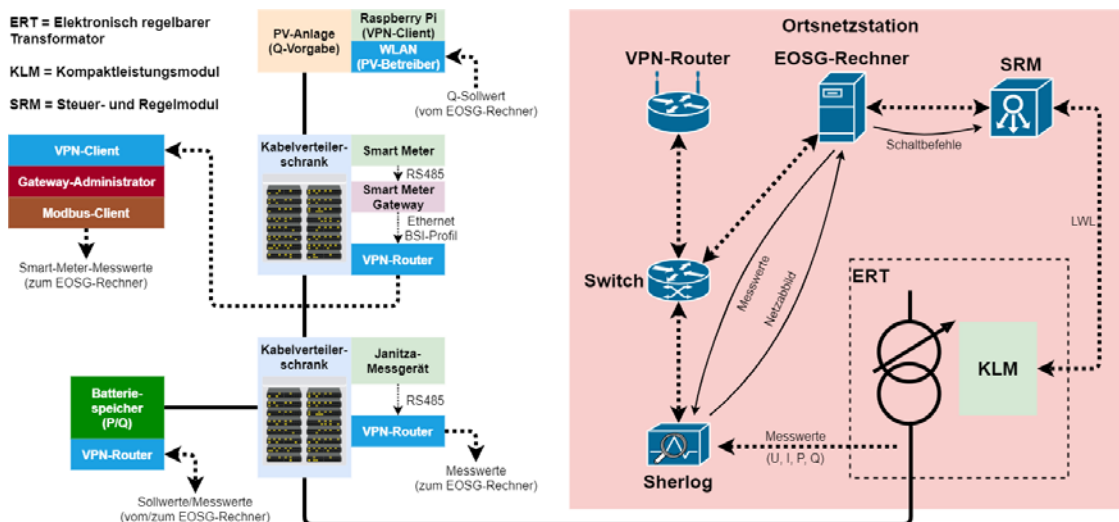 ERT = Elektronisch regelbarer
Transformator
KLM = Kompaktleistungsmodul
SRM = Steuer- und Regelmodul
PV-Anlage
(Q-Vorgabe)
Raspberry Pi
(VPN-Client)
WLAN
(PV-Betreiber)
Q-Sollwert
(vom EOSG-Rechner)
VPN-Client
Gateway-Administrator
Modbus-Client
Smart-Meter-Messwerte
(zum EOSG-Rechner)
Kabelverteiler-
schrank
Smart Meter
RS485
Smart Meter
Gateway
Ethernet
BSI-Profil
VPN-Router
Kabelverteiler-
schrank
Janitza-
Messgerät
RS485
VPN-Router
Messwerte
(zum EOSG-Rechner)
Batterie-
speicher
(P/Q)
VPN-Router
Sollwerte/Messwerte
(vom/zum EOSG-Rechner)
Ortsnetzstation
VPN-Router
EOSG-Rechner
SRM
Schaltbefehle
LWL
Switch
Messwerte
Netzabbild
ERT
KLM
Messwerte
(U, I, P, Q)
Sherlog